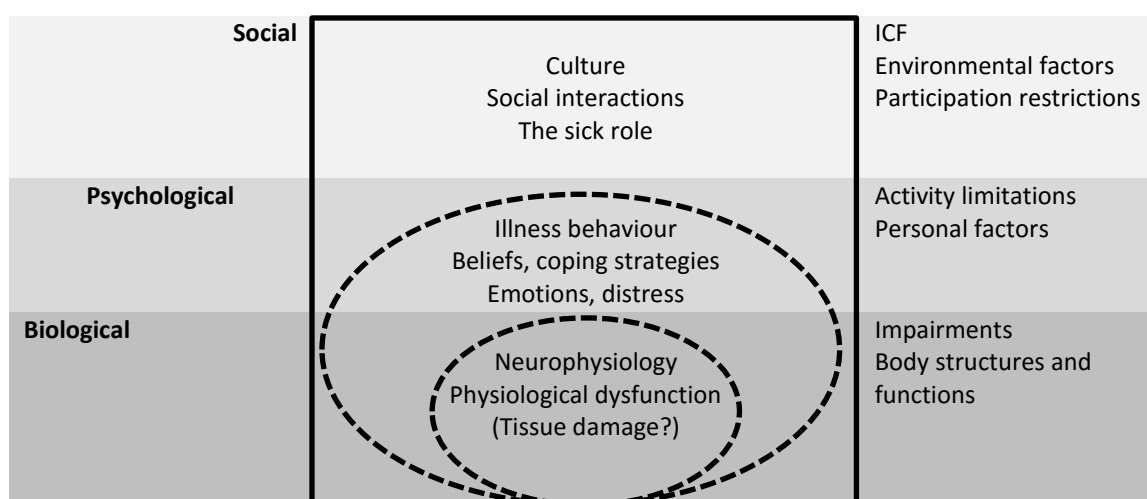 Social
Culture
Social interactions
The sick role
ICF
Environmental factors
Participation restrictions
Psychological
Illness behaviour
Beliefs, coping strategies
Emotions, distress
Activity limitations
Personal factors
Biological
Neurophysiology
Physiological dysfunction
(Tissue damage?)
Impairments
Body structures and
functions